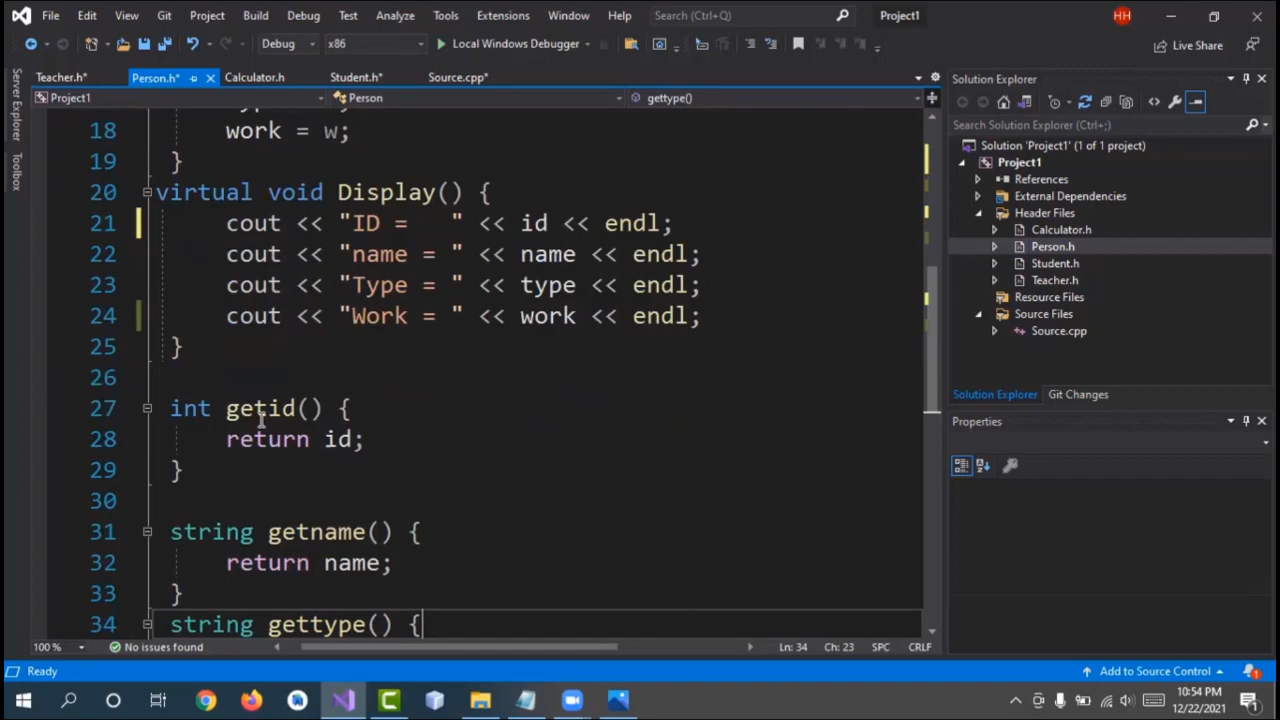 File Edit View Git Project Build Debug Test Analyze Tools Extensions Window Help Search (Ctrl+Q) Project1 HH
Debug x86 Local Windows Debugger Live Share
Server Explorer
Toolbox
Teacher.h* Person.h* Calculator.h Student.h* Source.cpp*
Project1 Person gettype()
18 work = w;
19 }
20 virtual void Display() {
21 cout << "ID =   " << id << endl;
22 cout << "name = " << name << endl;
23 cout << "Type = " << type << endl;
24 cout << "Work = " << work << endl;
25 }
26
27 int getid() {
28 return id;
29 }
30
31 string getname() {
32 return name;
33 }
34 string gettype() {
100 % No issues found Ln: 34 Ch: 23 SPC CRLF
Solution Explorer
Search Solution Explorer (Ctrl+;)
Solution 'Project1' (1 of 1 project)
Project1
References
External Dependencies
Header Files
Calculator.h
Person.h
Student.h
Teacher.h
Resource Files
Source Files
Source.cpp
Solution Explorer Git Changes
Properties
Ready Add to Source Control 1
10:54 PM
12/22/2021
1